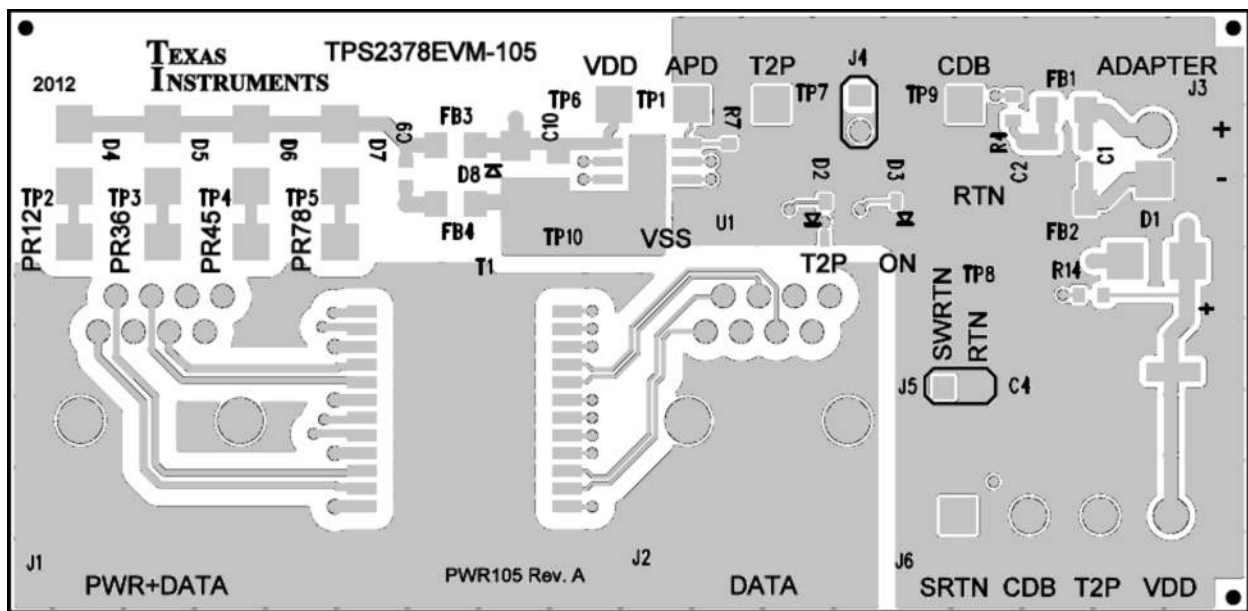 TEXAS
INSTRUMENTS
TPS2378EVM-105
2012
VDD
APD
T2P
J4
CDB
FB1
ADAPTER
J3
TP6
TP1
TP7
TP9
C9
FB3
C10
R7
R4
C2
C1
+
-
D4
D5
D6
D7
D8
TP2
TP3
TP4
TP5
PR12
PR36
PR45
PR78
FB4
TP10
VSS
U1
D2
D3
T2P
ON
RTN
FB2
D1
T1
TP8
R14
SWRTN
RTN
+
J5
C4
J1
J2
J6
PWR+DATA
PWR105 Rev. A
DATA
SRTN
CDB
T2P
VDD